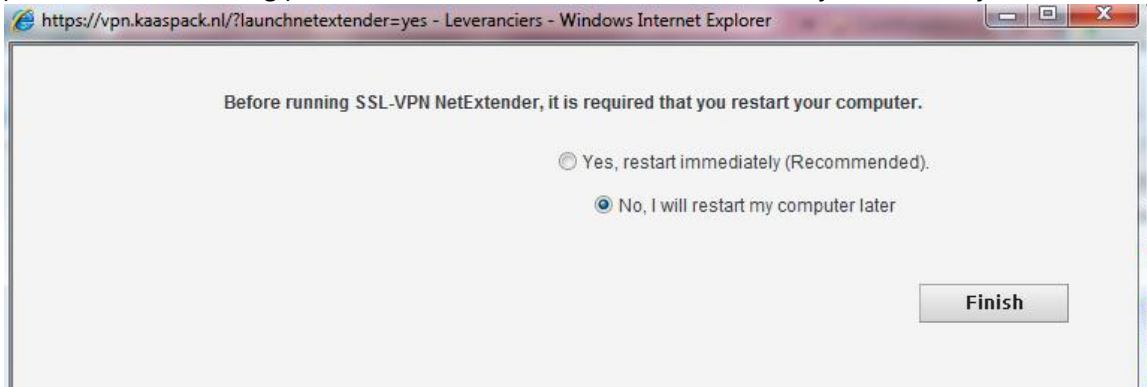 https://vpn.kaaspack.nl/?launchnetextender=yes - Leveranciers - Windows Internet Explorer
Before running SSL-VPN NetExtender, it is required that you restart your computer.
Yes, restart immediately (Recommended).
No, I will restart my computer later
Finish